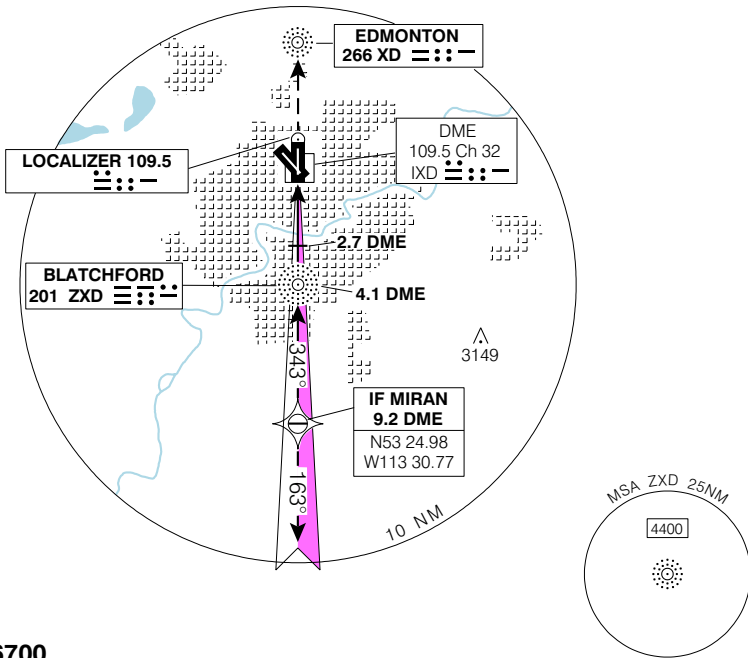 EDMONTON
266 XD
DME
109.5 Ch 32
IXD
LOCALIZER 109.5
2.7 DME
BLATCHFORD
201 ZXD
4.1 DME
3149
343°
IF MIRAN
9.2 DME
N53 24.98
W113 30.77
163°
10 NM
MSA ZXD 25NM
4400